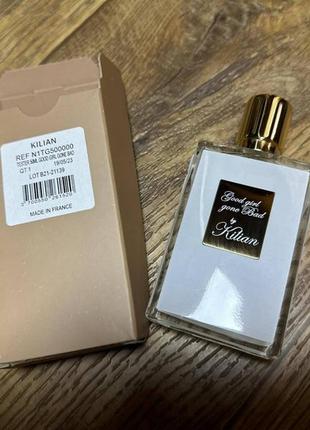 KILIAN
REF N1TG500000
TESTER 50ML GOOD GIRL GONE BAD
19/05/23
QT 1
LOT B21-21139
MADE IN FRANCE
Good girl
gone Bad
by
Kilian